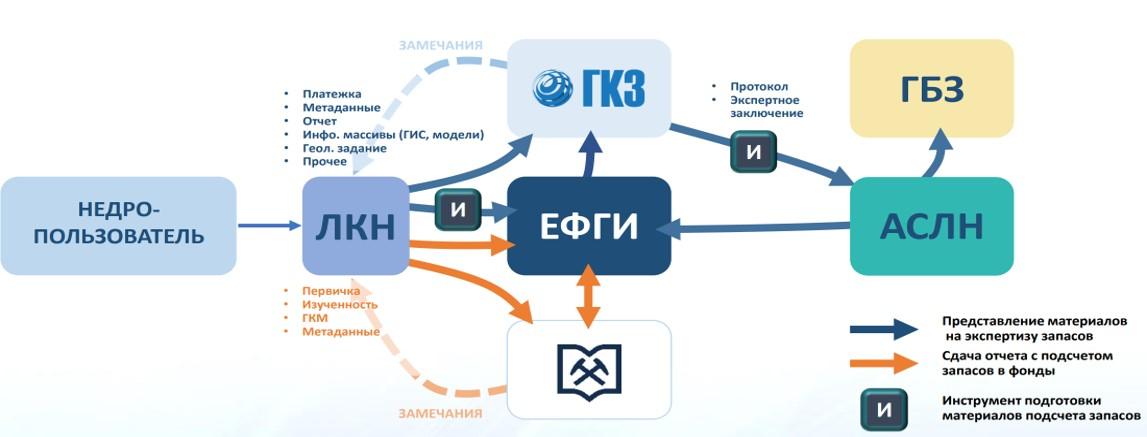 ЗАМЕЧАНИЯ
• Платежка
• Метаданные
• Отчет
• Инфо. массивы (ГИС, модели)
• Геол. задание
• Прочее
ГКЗ
• Протокол
• Экспертное
заключение
И
ГБЗ
НЕДРО-
ПОЛЬЗОВАТЕЛЬ
ЛКН
И
ЕФГИ
АСЛН
• Первичка
• Изученность
• ГКМ
• Метаданные
ЗАМЕЧАНИЯ
Представление материалов
на экспертизу запасов
Сдача отчета с подсчетом
запасов в фонды
И
Инструмент подготовки
материалов подсчета запасов